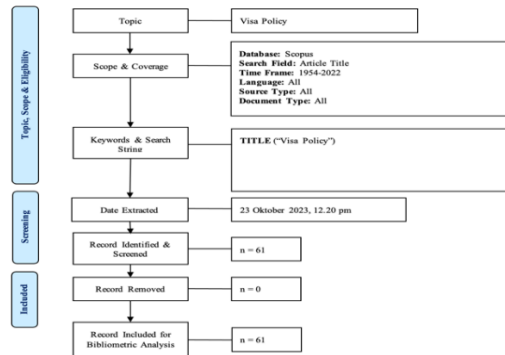 Topic, Scope & Eligibility
Topic
Visa Policy
Scope & Coverage
Database: Scopus
Search Field: Article Title
Time Frame: 1954-2022
Language: All
Source Type: All
Document Type: All
Keywords & Search
String
TITLE ("Visa Policy")
Screening
Date Extracted
23 Oktober 2023, 12.20 pm
Record Identified &
Screened
n = 61
Included
Record Removed
n = 0
Record Included for
Bibliometric Analysis
n = 61